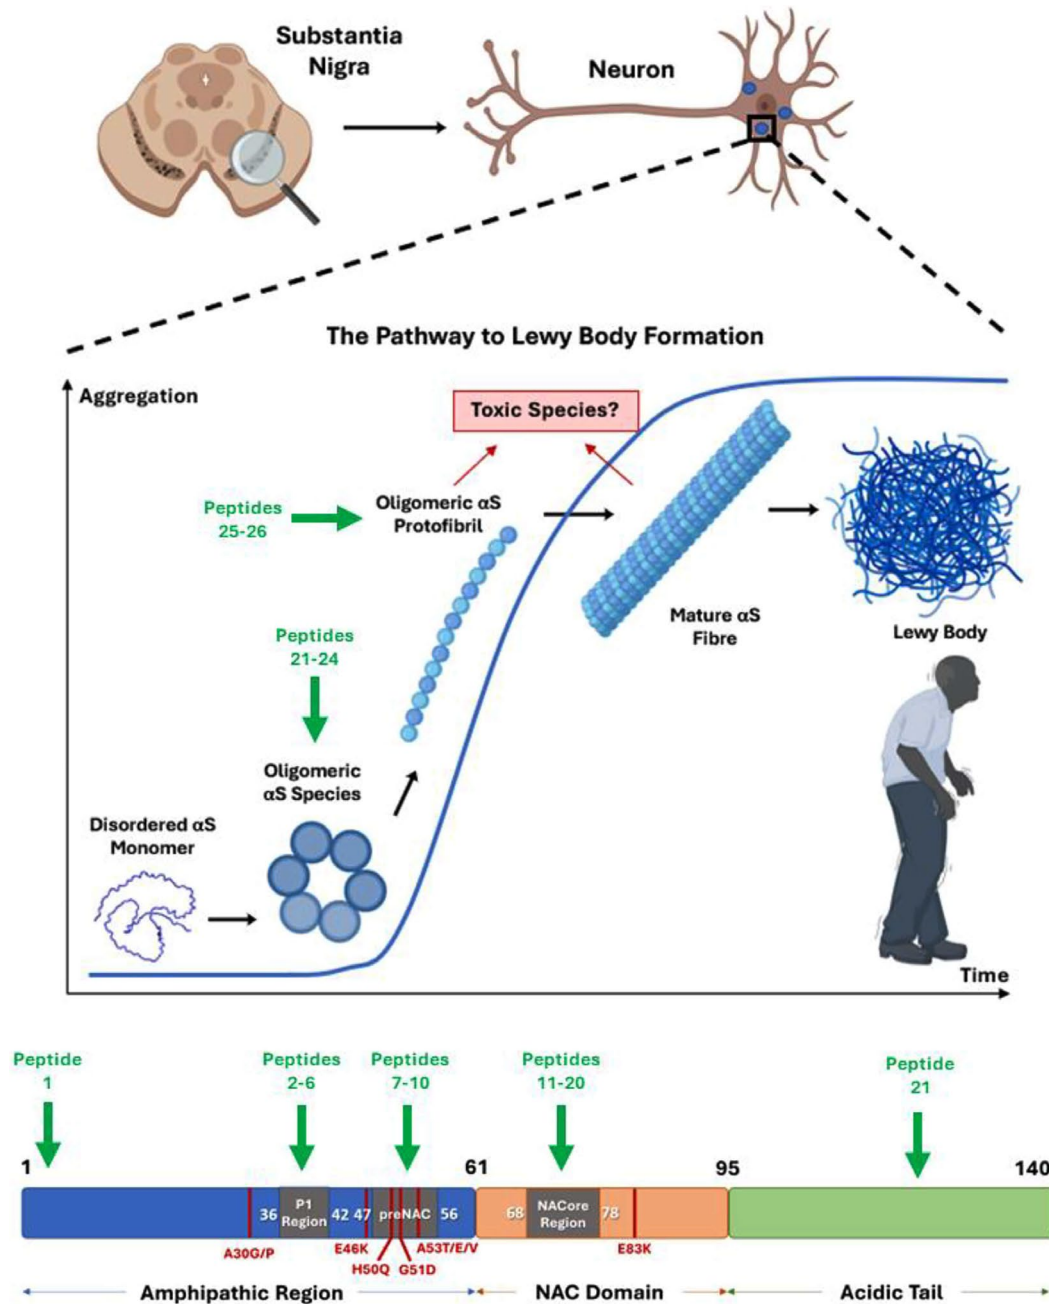 Substantia
Nigra
Neuron
The Pathway to Lewy Body Formation
Aggregation
Toxic Species?
Peptides
25-26
Oligomeric αS
Protofibril
Mature αS
Fibre
Lewy Body
Peptides
21-24
Oligomeric
αS Species
Disordered αS
Monomer
Time
Peptide
1
Peptides
2-6
Peptides
7-10
Peptides
11-20
Peptide
21
1
61
95
140
36
P1
Region
42
47
preNAC
56
68
NACore
Region
78
A30G/P
E46K
H50Q
G51D
A53T/E/V
E83K
Amphipathic Region
NAC Domain
Acidic Tail